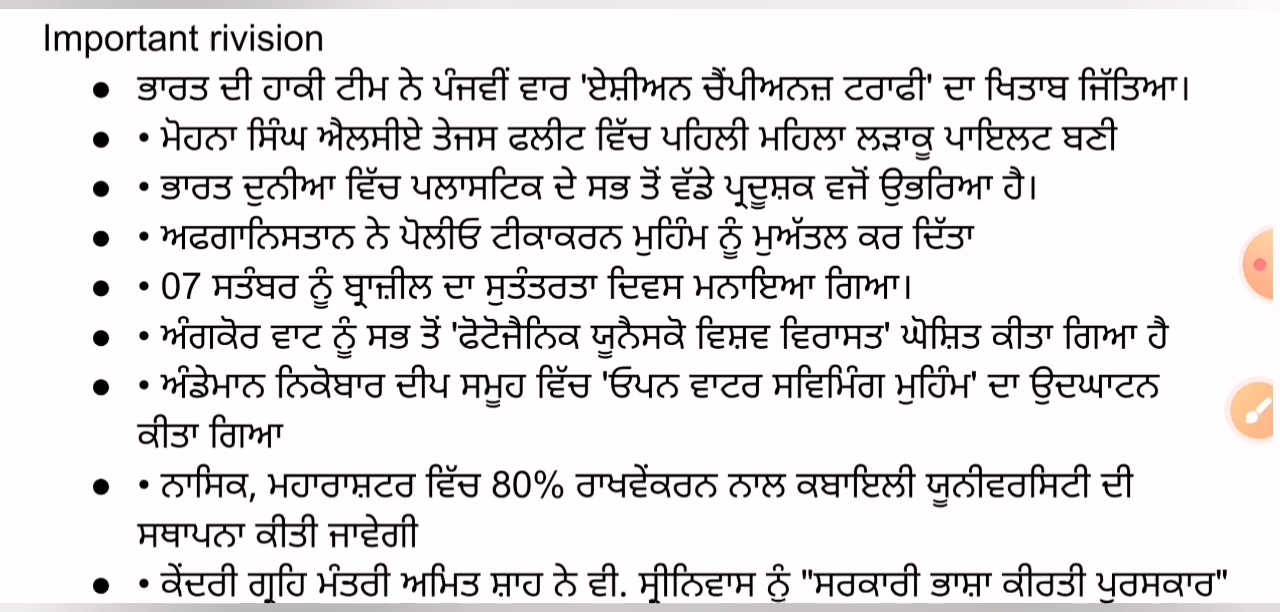 Important rivision
● ਭਾਰਤ ਦੀ ਹਾਕੀ ਟੀਮ ਨੇ ਪੰਜਵੀਂ ਵਾਰ 'ਏਸ਼ੀਅਨ ਚੈਂਪੀਅਨਜ਼ ਟਰਾਫੀ' ਦਾ ਖਿਤਾਬ ਜਿੱਤਿਆ।
● • ਮੋਹਨਾ ਸਿੰਘ ਐਲਸੀਏ ਤੇਜਸ ਫਲੀਟ ਵਿੱਚ ਪਹਿਲੀ ਮਹਿਲਾ ਲੜਾਕੂ ਪਾਇਲਟ ਬਣੀ
● • ਭਾਰਤ ਦੁਨੀਆ ਵਿੱਚ ਪਲਾਸਟਿਕ ਦੇ ਸਭ ਤੋਂ ਵੱਡੇ ਪ੍ਰਦੂਸ਼ਕ ਵਜੋਂ ਉਭਰਿਆ ਹੈ।
● • ਅਫਗਾਨਿਸਤਾਨ ਨੇ ਪੋਲੀਓ ਟੀਕਾਕਰਨ ਮੁਹਿੰਮ ਨੂੰ ਮੁਅੱਤਲ ਕਰ ਦਿੱਤਾ
● • 07 ਸਤੰਬਰ ਨੂੰ ਬ੍ਰਾਜ਼ੀਲ ਦਾ ਸੁਤੰਤਰਤਾ ਦਿਵਸ ਮਨਾਇਆ ਗਿਆ।
● • ਅੰਗਕੋਰ ਵਾਟ ਨੂੰ ਸਭ ਤੋਂ 'ਫੋਟੋਜੈਨਿਕ ਯੂਨੈਸਕੋ ਵਿਸ਼ਵ ਵਿਰਾਸਤ' ਘੋਸ਼ਿਤ ਕੀਤਾ ਗਿਆ ਹੈ
● • ਅੰਡੇਮਾਨ ਨਿਕੋਬਾਰ ਦੀਪ ਸਮੂਹ ਵਿੱਚ 'ਓਪਨ ਵਾਟਰ ਸਵਿਮਿੰਗ ਮੁਹਿੰਮ' ਦਾ ਉਦਘਾਟਨ
ਕੀਤਾ ਗਿਆ
● • ਨਾਸਿਕ, ਮਹਾਰਾਸ਼ਟਰ ਵਿੱਚ 80% ਰਾਖਵੇਂਕਰਨ ਨਾਲ ਕਬਾਇਲੀ ਯੂਨੀਵਰਸਿਟੀ ਦੀ
ਸਥਾਪਨਾ ਕੀਤੀ ਜਾਵੇਗੀ
● • ਕੇਂਦਰੀ ਗ੍ਰਹਿ ਮੰਤਰੀ ਅਮਿਤ ਸ਼ਾਹ ਨੇ ਵੀ. ਸ੍ਰੀਨਿਵਾਸ ਨੂੰ "ਸਰਕਾਰੀ ਭਾਸ਼ਾ ਕੀਰਤੀ ਪੁਰਸਕਾਰ"